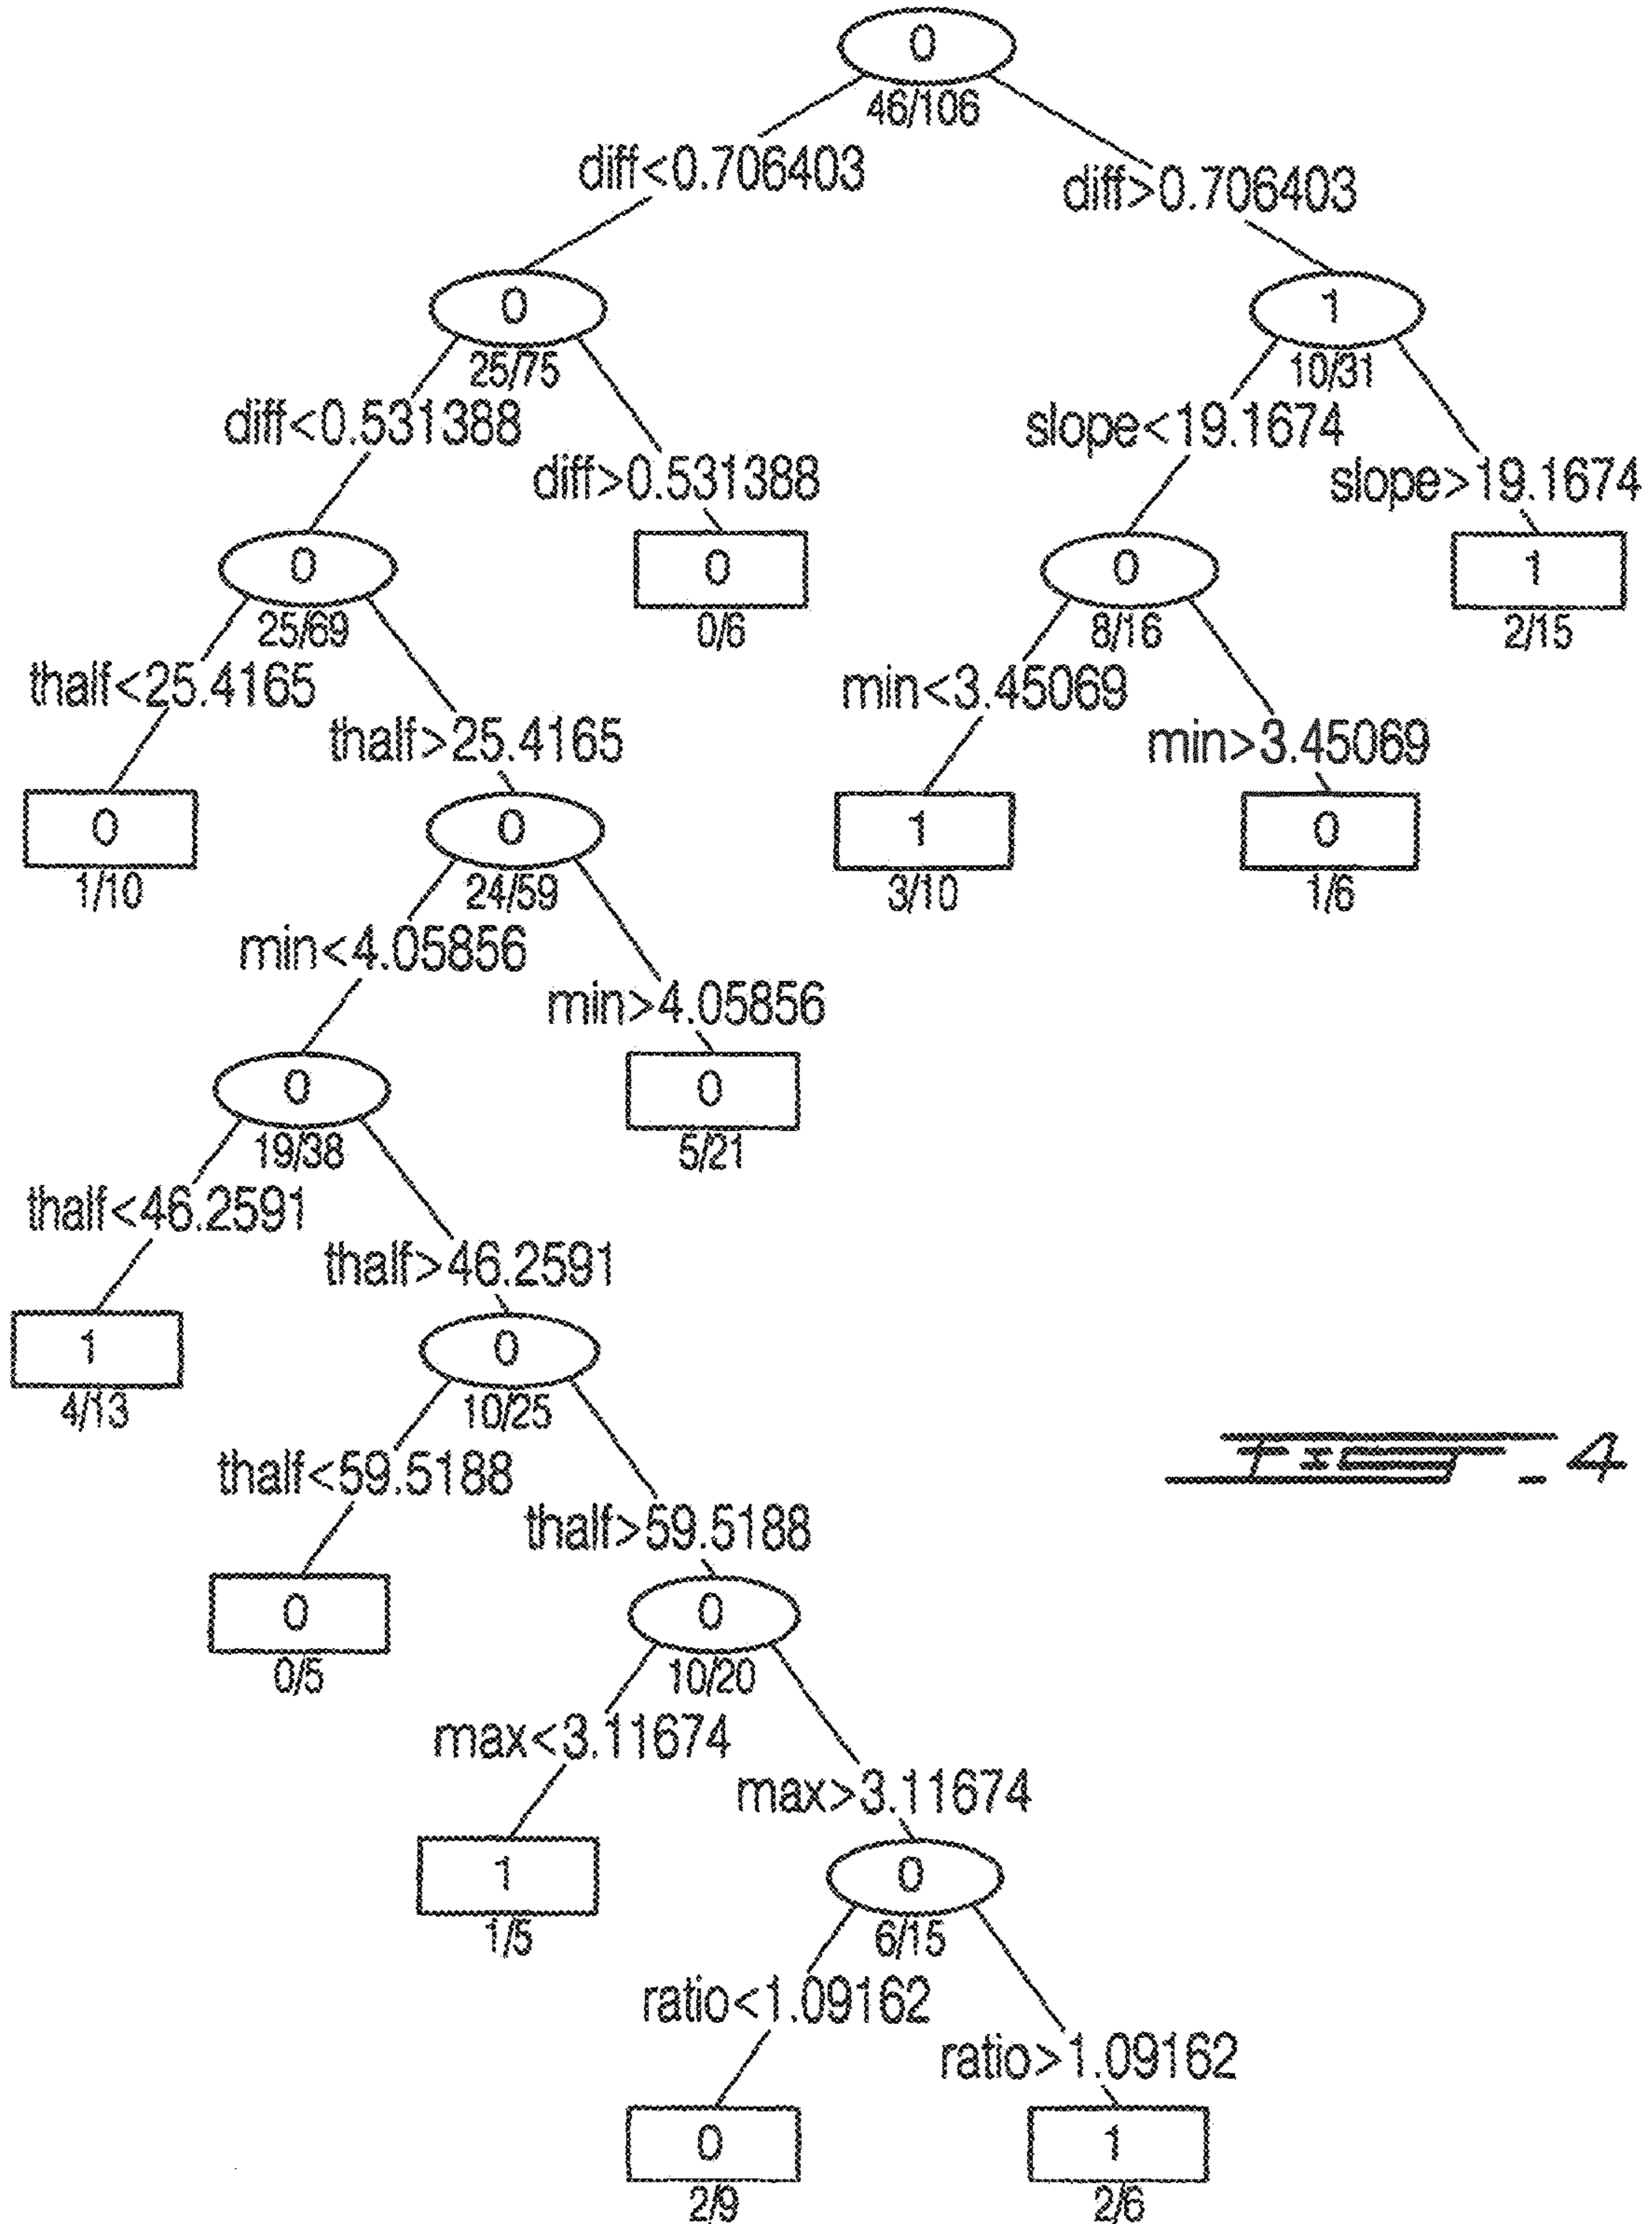 0
46/106
diff<0.706403
diff>0.706403
0
25/75
1
10/31
diff<0.531388
diff>0.531388
slope<19.1674
slope>19.1674
0
25/69
0
0/6
0
8/16
1
2/15
thalf<25.4165
thalf>25.4165
min<3.45069
min>3.45069
0
1/10
0
24/59
1
3/10
0
1/6
min<4.05856
min>4.05856
0
19/38
0
5/21
thalf<46.2591
thalf>46.2591
1
4/13
0
10/25
thalf<59.5188
thalf>59.5188
0
0/5
0
10/20
max<3.11674
max>3.11674
1
1/5
0
6/15
ratio<1.09162
ratio>1.09162
0
2/9
1
2/6
FIG - 4